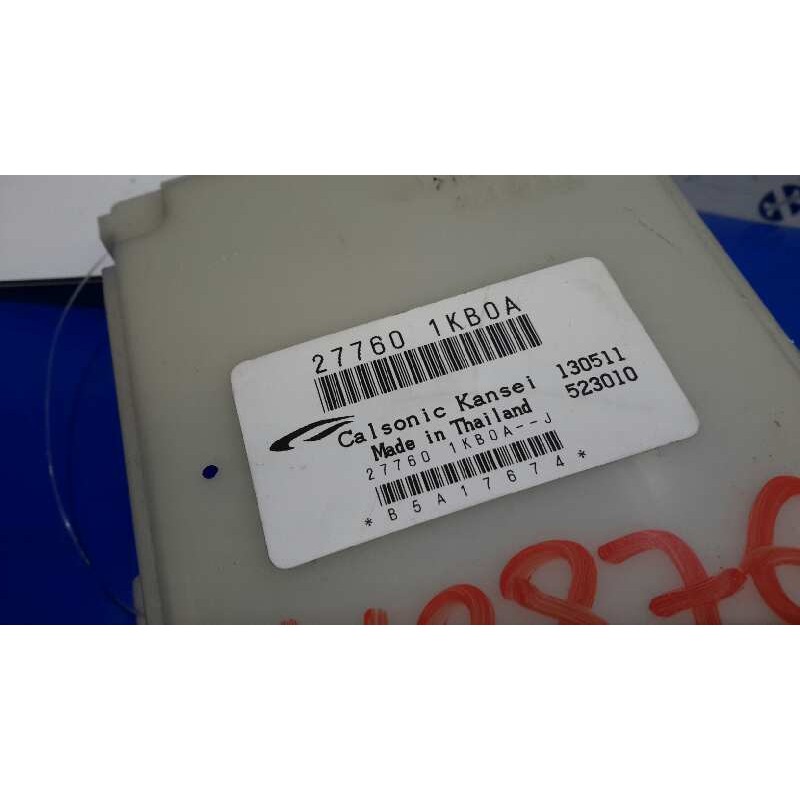 27760 1KB0A
Calsonic Kansei 130511
Made in Thailand 523010
27760 1KB0A--J
*B5A17674*